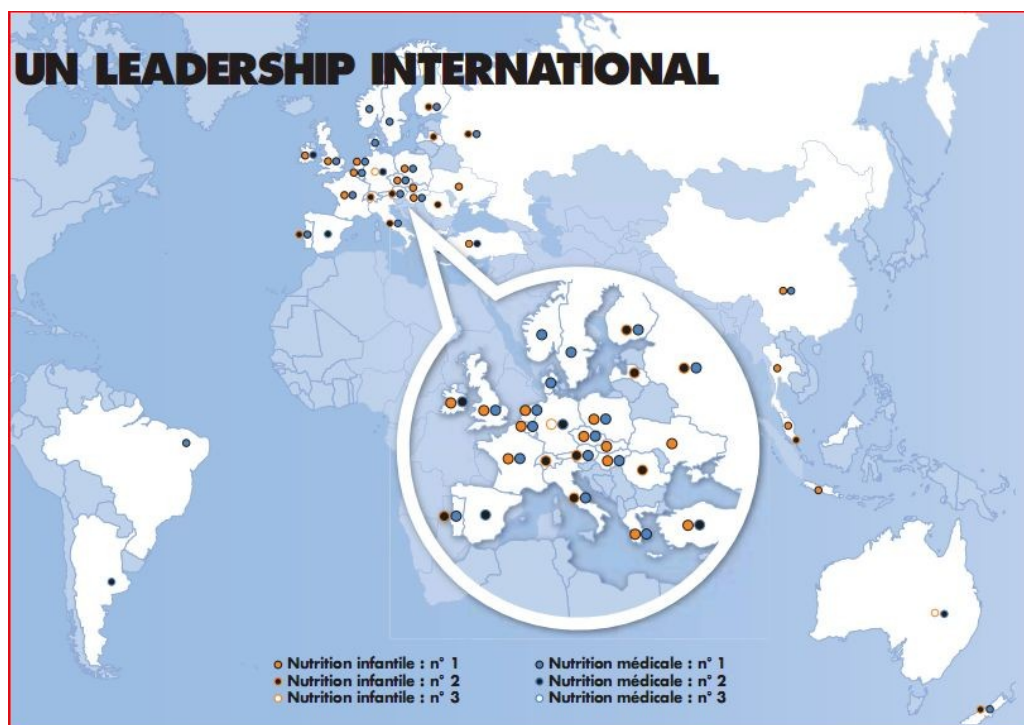 UN LEADERSHIP INTERNATIONAL
Nutrition infantile : n° 1
Nutrition infantile : n° 2
Nutrition infantile : n° 3
Nutrition médicale : n° 1
Nutrition médicale : n° 2
Nutrition médicale : n° 3